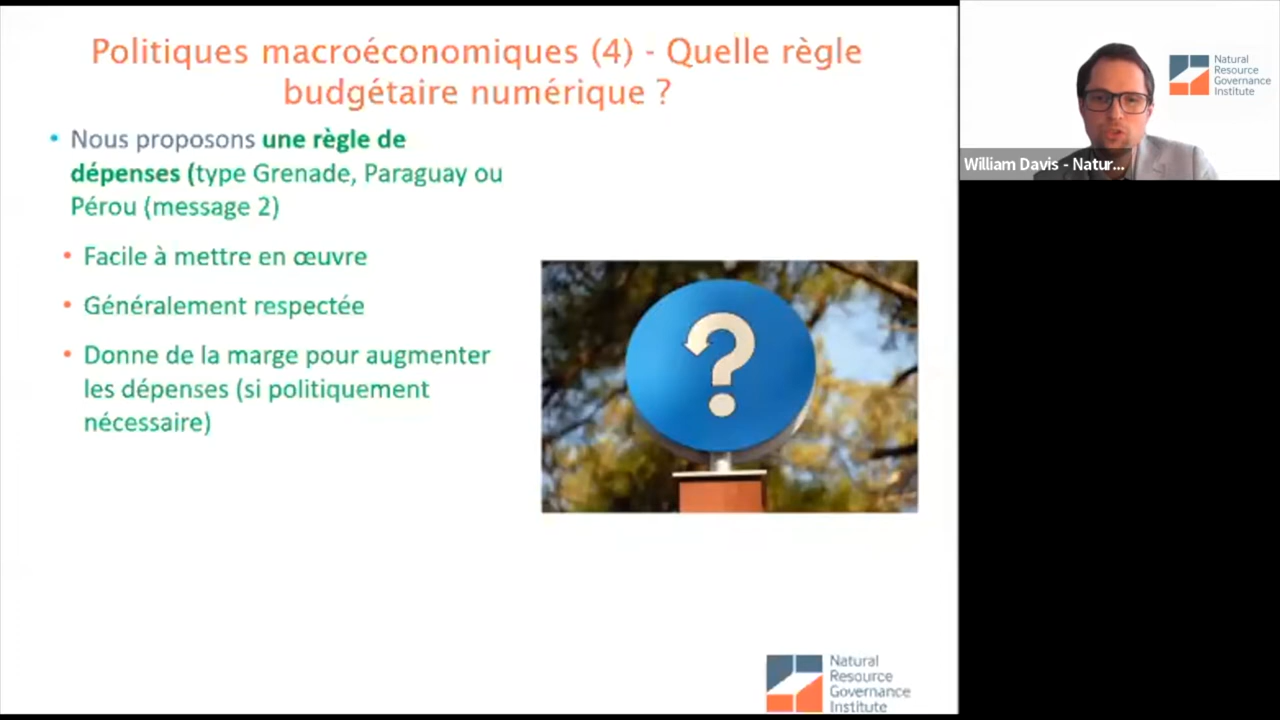 Politiques macroéconomiques (4) - Quelle règle
budgétaire numérique ?
• Nous proposons une règle de
dépenses (type Grenade, Paraguay ou
Pérou (message 2)
• Facile à mettre en œuvre
• Généralement respectée
• Donne de la marge pour augmenter
les dépenses (si politiquement
nécessaire)
?
Natural
Resource
Governance
Institute
Natural
Resource
Governance
Institute
William Davis - Natur...